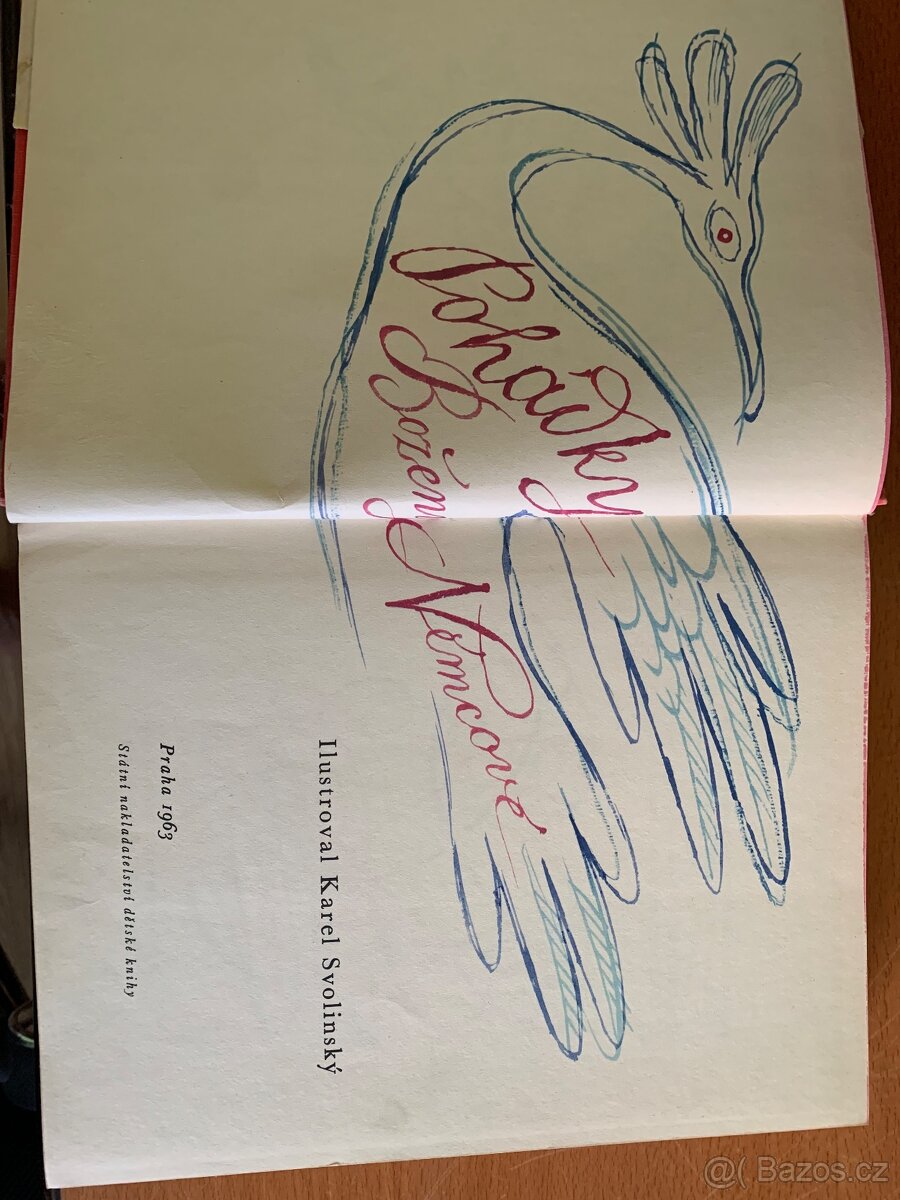 Pohádky
Boženy Němcové
Ilustroval Karel Svolinský
Praha 1963
Státní nakladatelství dětské knihy
@( Bazos.cz